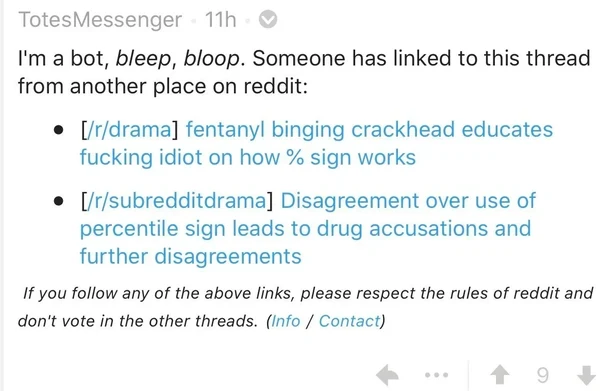 TotesMessenger · 11h ·
I'm a bot, bleep, bloop. Someone has linked to this thread
from another place on reddit:
• [/r/drama] fentanyl binging crackhead educates
fucking idiot on how % sign works
• [/r/subredditdrama] Disagreement over use of
percentile sign leads to drug accusations and
further disagreements
If you follow any of the above links, please respect the rules of reddit and
don't vote in the other threads. (Info / Contact)
9